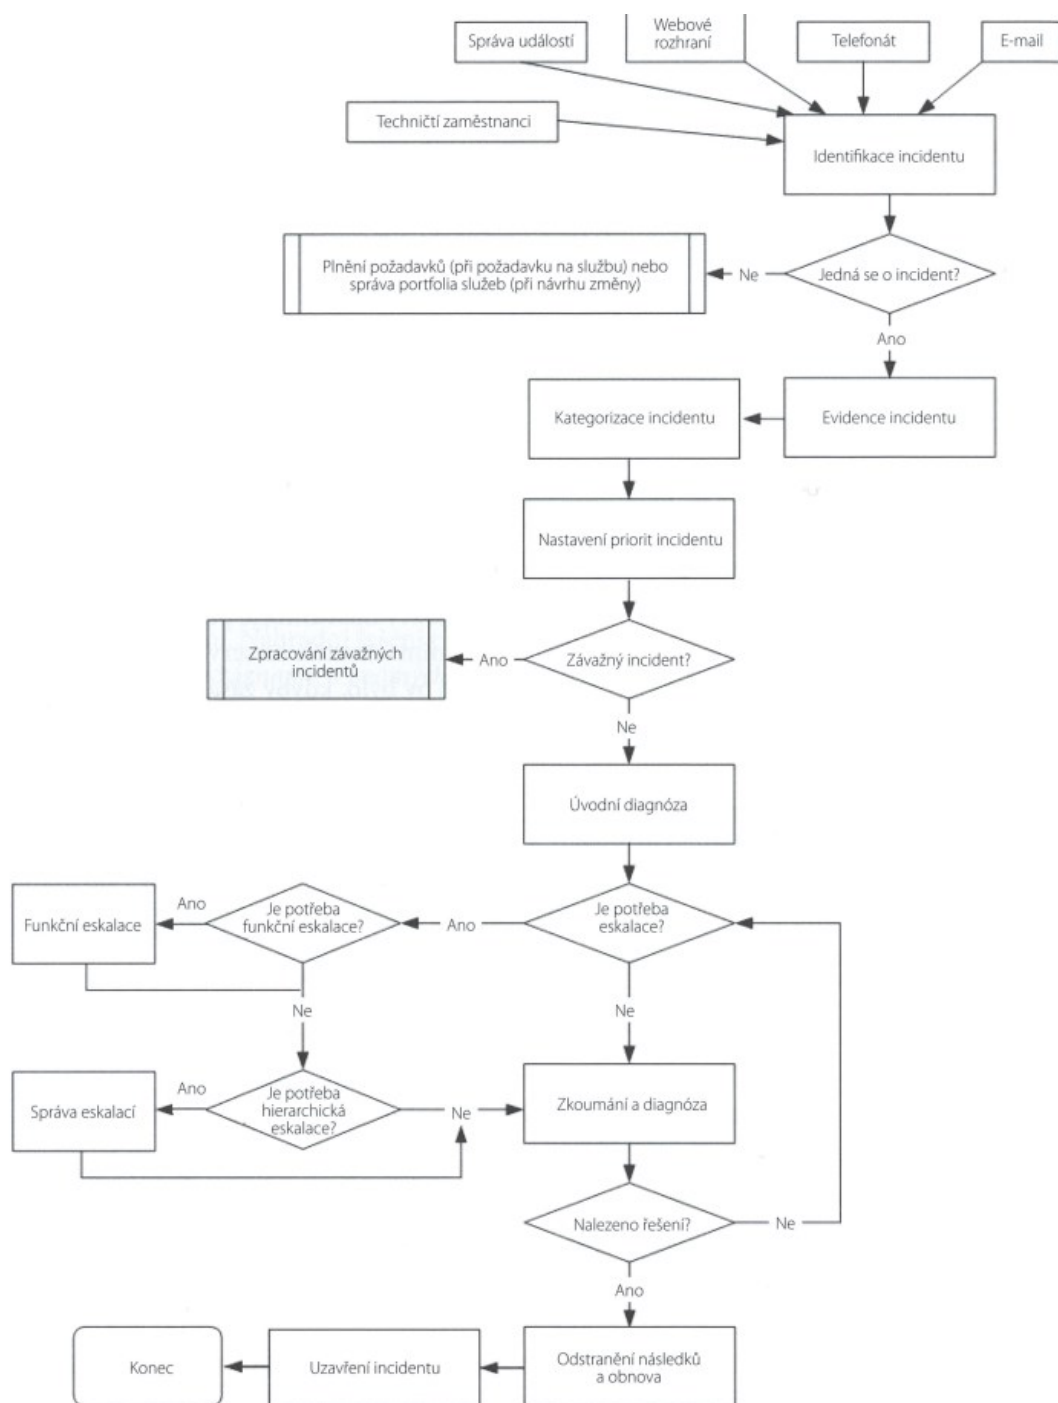 Webové
rozhraní
Správa událostí
Telefonát
E-mail
Techničtí zaměstnanci
Identifikace incidentu
Plnění požadavků (při požadavku na službu) nebo
správa portfolia služeb (při návrhu změny)
Ne
Jedná se o incident?
Ano
Kategorizace incidentu
Evidence incidentu
Nastavení priorit incidentu
Zpracování závažných
incidentů
Ano
Závažný incident?
Ne
Úvodní diagnóza
Funkční eskalace
Ano
Je potřeba
funkční eskalace?
Ano
Je potřeba
eskalace?
Ne
Ne
Správa eskalací
Ano
Je potřeba
hierarchická
eskalace?
Ne
Zkoumání a diagnóza
Nalezeno řešení?
Ne
Ano
Konec
Uzavření incidentu
Odstranění následků
a obnova